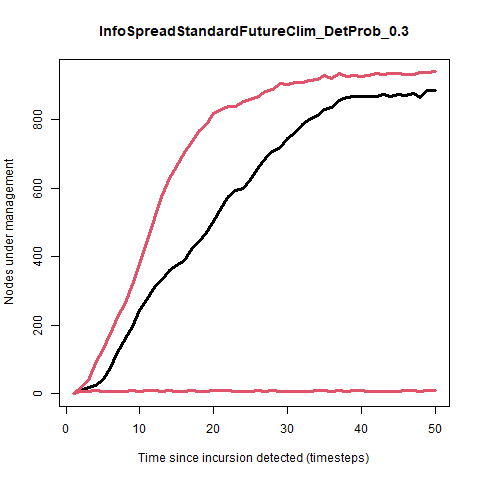 InfoSpreadStandardFutureClim_DetProb_0.3
Nodes under management
800
600
400
200
0
0 10 20 30 40 50
Time since incursion detected (timesteps)